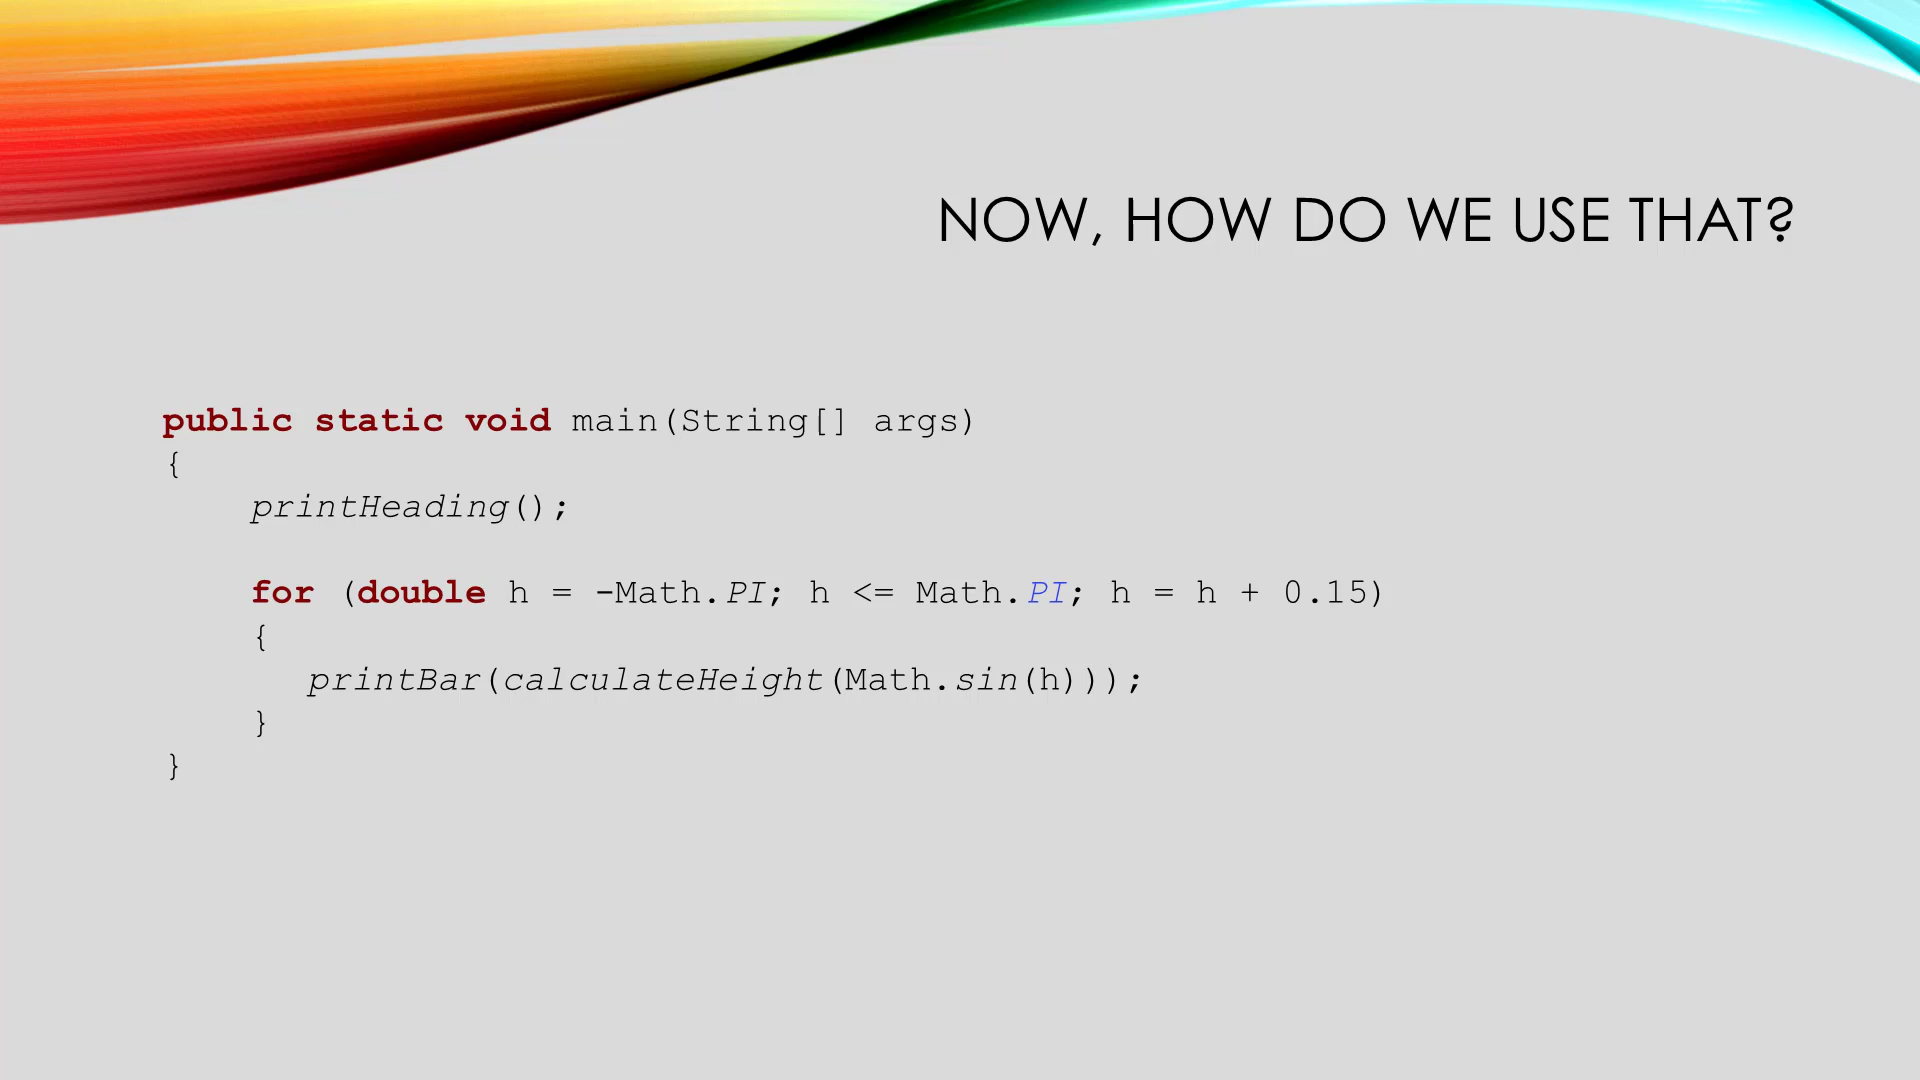 NOW, HOW DO WE USE THAT?
public static void main(String[] args)
{
printHeading();
for (double h = -Math.PI; h <= Math.PI; h = h + 0.15)
{
printBar(calculateHeight(Math.sin(h)));
}
}